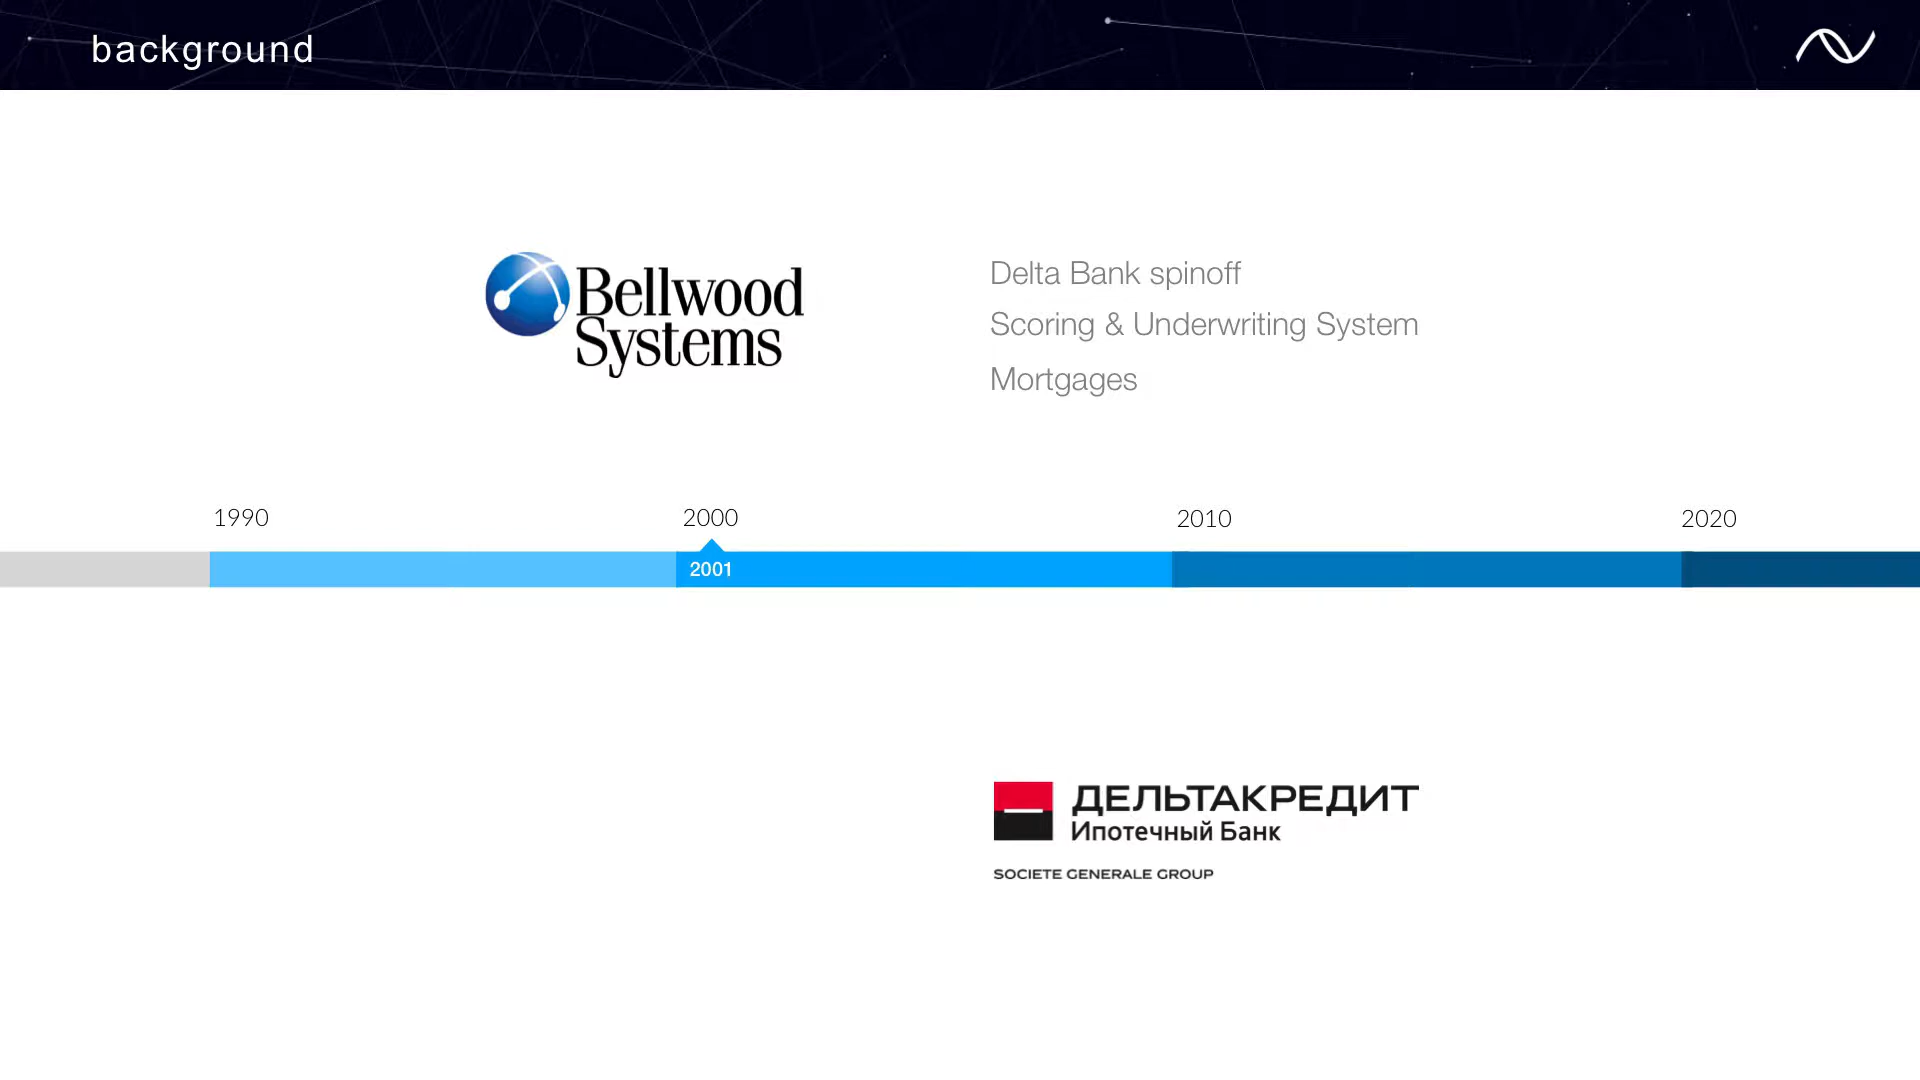 background
Bellwood
Systems
Delta Bank spinoff
Scoring & Underwriting System
Mortgages
1990
2000
2010
2020
2001
ДЕЛЬТАКРЕДИТ
Ипотечный Банк
SOCIETE GENERALE GROUP